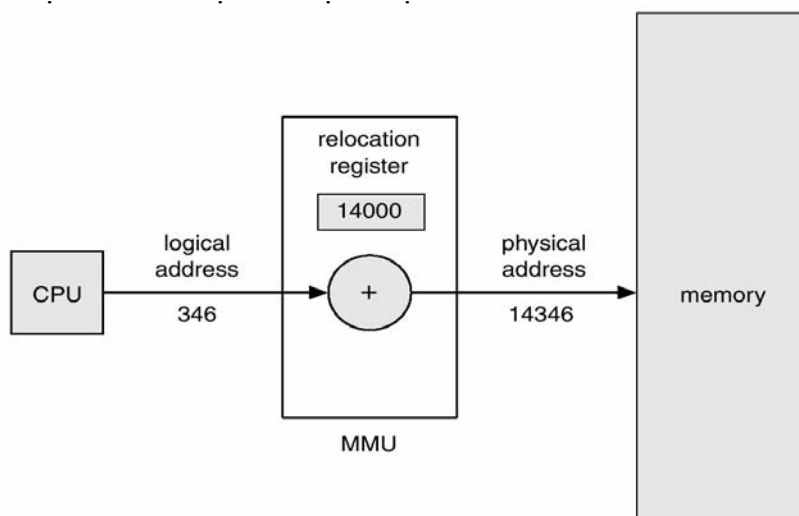 relocation
register
14000
logical
address
physical
address
CPU
+
memory
346
14346
MMU